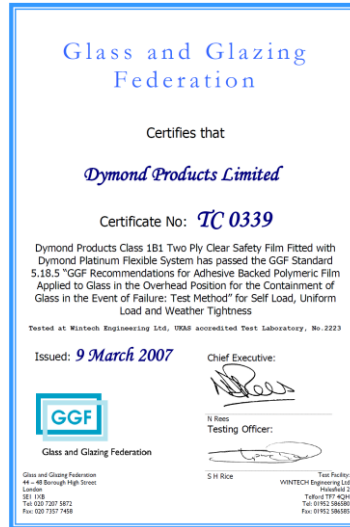 Glass and Glazing
Federation
Certifies that
Dymond Products Limited
Certificate No: TC 0339
Dymond Products Class 1B1 Two Ply Clear Safety Film Fitted with
Dymond Platinum Flexible System has passed the GGF Standard
5.18.5 “GGF Recommendations for Adhesive Backed Polymeric Film
Applied to Glass in the Overhead Position for the Containment of
Glass in the Event of Failure: Test Method” for Self Load, Uniform
Load and Weather Tightness
Tested at Wintech Engineering Ltd, UKAS accredited Test Laboratory, No.2223
Issued: 9 March 2007
Chief Executive:
NRees
N Rees
Testing Officer:
GGF
Glass and Glazing Federation
S H Rice
Glass and Glazing Federation
44 – 48 Borough High Street
London
SE1 1XB
Tel: 020 7207 5872
Fax: 020 7357 7458
Test Facility:
WINTECH Engineering Ltd
Halesfield 2
Telford TF7 4QH
Tel: 01952 586580
Fax: 01952 586585